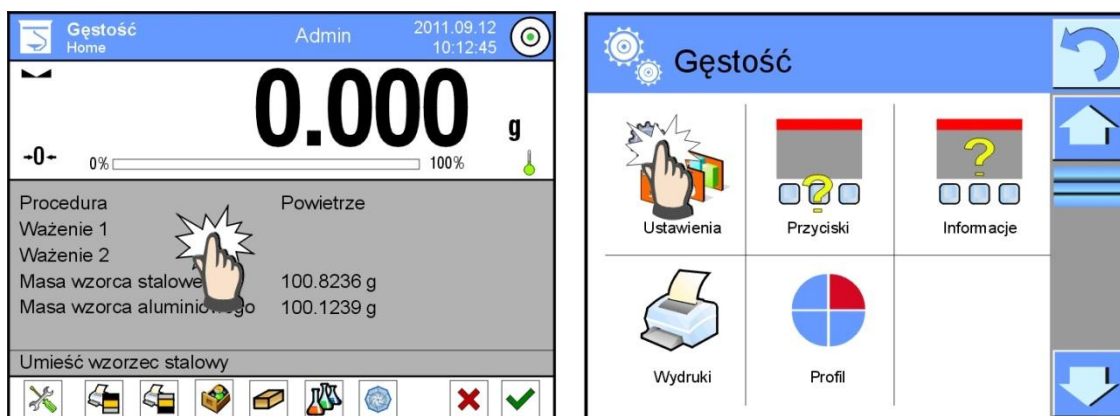 Gęstość
Home
Admin
2011.09.12
10:12:45
0.000 g
→0←
0% 100%
Procedura Powietrze
Ważenie 1
Ważenie 2
Masa wzorca 100.8236 g
Masa wzorca 100.1239 g
Umieść wzorzec stalowy
Gęstość
Ustawienia
Przyciski
Informacje
Wydruki
Profil